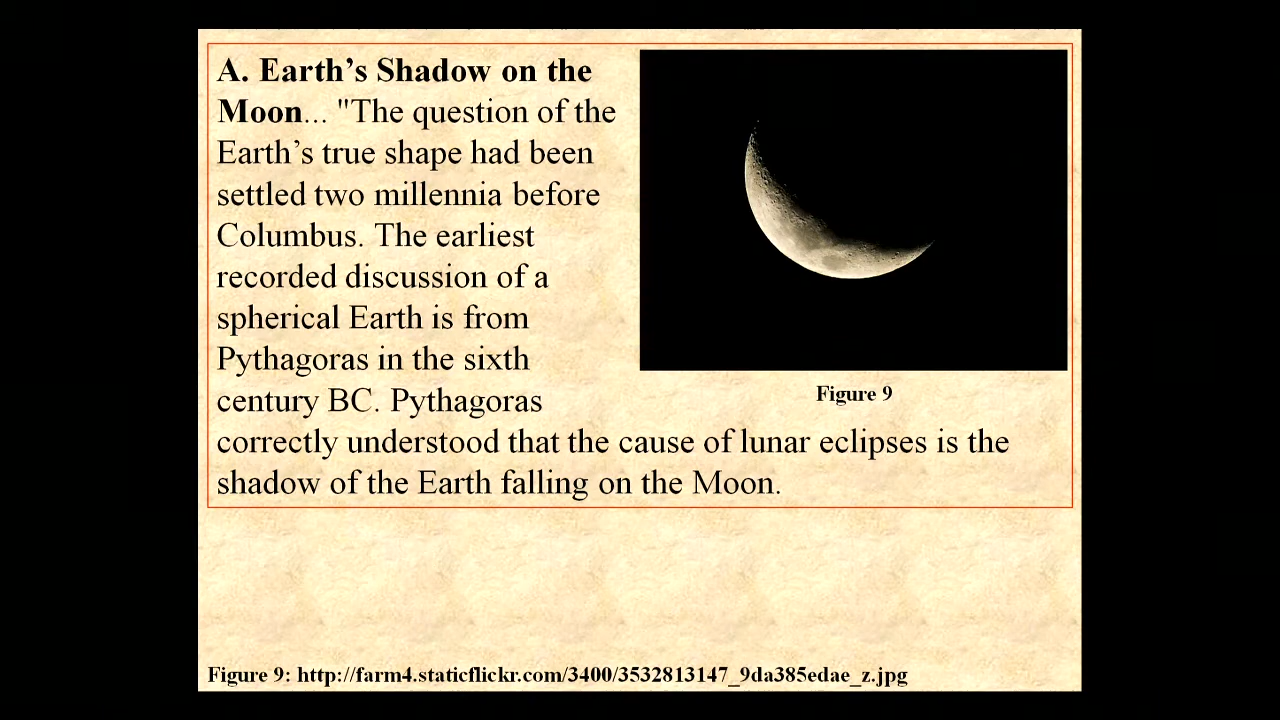 A. Earth’s Shadow on the
Moon... "The question of the
Earth’s true shape had been
settled two millennia before
Columbus. The earliest
recorded discussion of a
spherical Earth is from
Pythagoras in the sixth
century BC. Pythagoras
correctly understood that the cause of lunar eclipses is the
shadow of the Earth falling on the Moon.
Figure 9
Figure 9: http://farm4.staticflickr.com/3400/3532813147_9da385edae_z.jpg